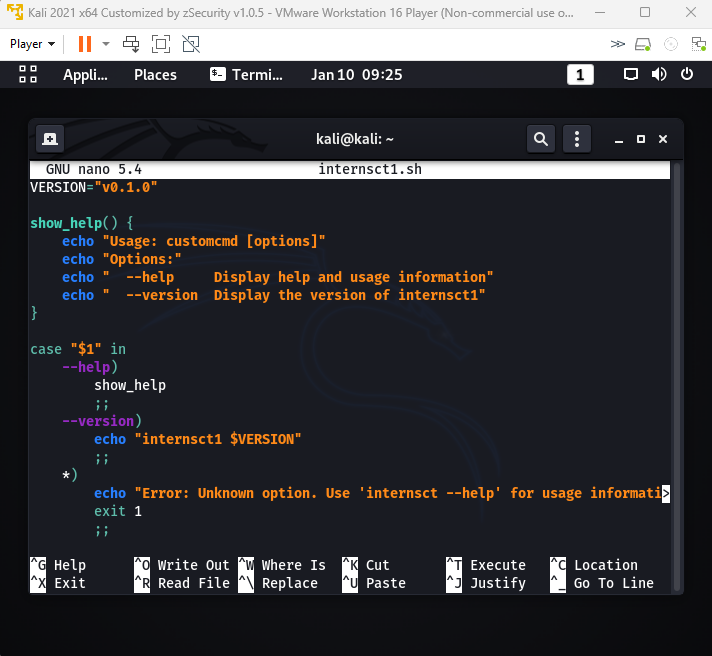 Kali 2021 x64 Customized by zSecurity v1.0.5 - VMware Workstation 16 Player (Non-commercial use o...
Player
Appli... Places Termi... Jan 10 09:25 1
kali@kali: ~
GNU nano 5.4 internsct1.sh
VERSION="v0.1.0"
show_help() {
    echo "Usage: customcmd [options]"
    echo "Options:"
    echo "  --help     Display help and usage information"
    echo "  --version  Display the version of internsct1"
}
case "$1" in
    --help)
        show_help
        ;;
    --version)
        echo "internsct1 $VERSION"
        ;;
    *)
        echo "Error: Unknown option. Use 'internsct --help' for usage informati>
        exit 1
        ;;
^G Help ^O Write Out ^W Where Is ^K Cut ^T Execute ^C Location
^X Exit ^R Read File ^\ Replace ^U Paste ^J Justify ^_ Go To Line